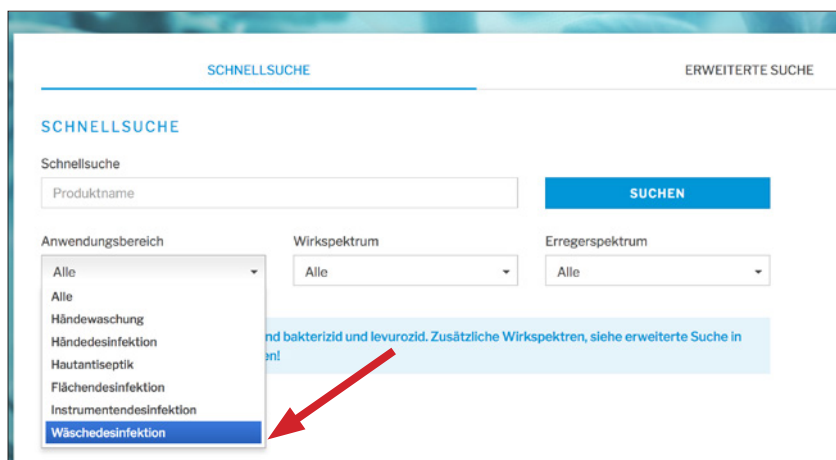 SCHNELLSUCHE
ERWEITERTE SUCHE
SCHNELLSUCHE
Schnellsuche
Produktname
SUCHEN
Anwendungsbereich
Wirkspektrum
Erregerspektrum
Alle
Alle
Alle
Alle
Händewaschung
Händedesinfektion
Hautantiseptik
Flächendesinfektion
Instrumentendesinfektion
Wäschedesinfektion
nd bakterizid und levurozid. Zusätzliche Wirkspektren, siehe erweiterte Suche in
en!